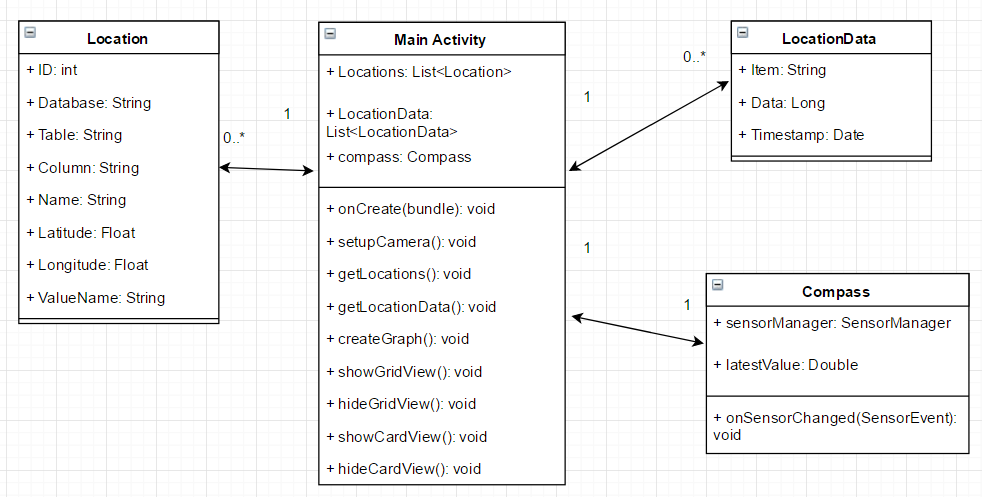 Location
+ ID: int
+ Database: String
+ Table: String
+ Column: String
+ Name: String
+ Latitude: Float
+ Longitude: Float
+ ValueName: String
1
0..*
Main Activity
+ Locations: List<Location>
+ LocationData:
List<LocationData>
+ compass: Compass
+ onCreate(bundle): void
+ setupCamera(): void
+ getLocations(): void
+ getLocationData(): void
+ createGraph(): void
+ showGridView(): void
+ hideGridView(): void
+ showCardView(): void
+ hideCardView(): void
0..*
1
LocationData
+ Item: String
+ Data: Long
+ Timestamp: Date
1
1
Compass
+ sensorManager: SensorManager
+ latestValue: Double
+ onSensorChanged(SensorEvent):
void